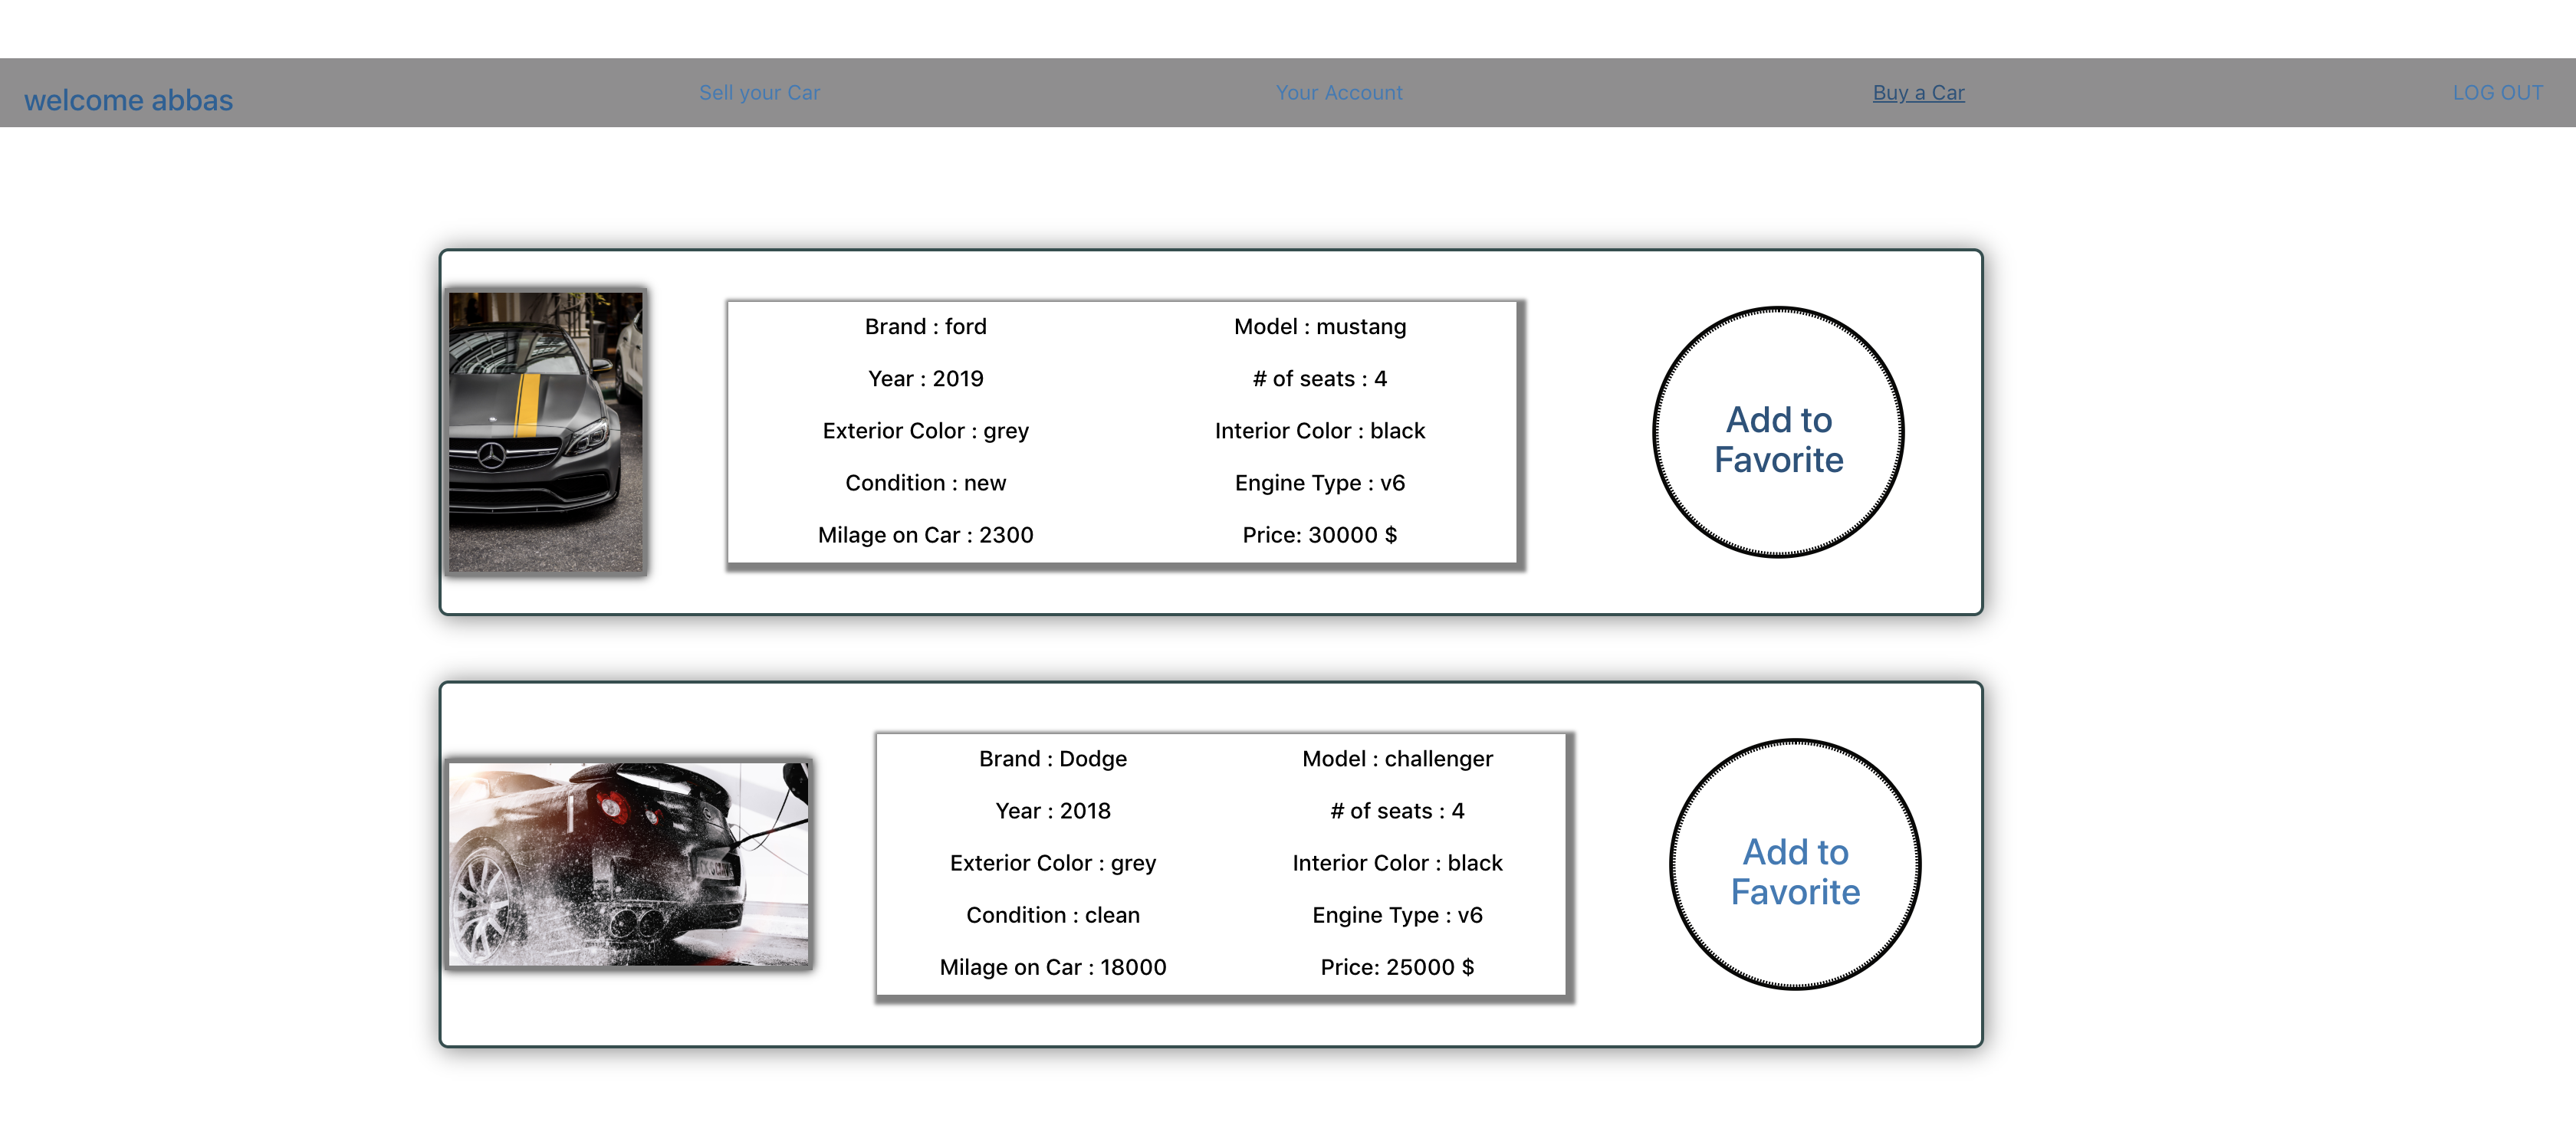 welcome abbas
Sell your Car
Your Account
Buy a Car
LOG OUT
Brand : ford
Model : mustang
Year : 2019
# of seats : 4
Exterior Color : grey
Interior Color : black
Condition : new
Engine Type : v6
Milage on Car : 2300
Price: 30000 $
Add to
Favorite
Brand : Dodge
Model : challenger
Year : 2018
# of seats : 4
Exterior Color : grey
Interior Color : black
Condition : clean
Engine Type : v6
Milage on Car : 18000
Price: 25000 $
Add to
Favorite